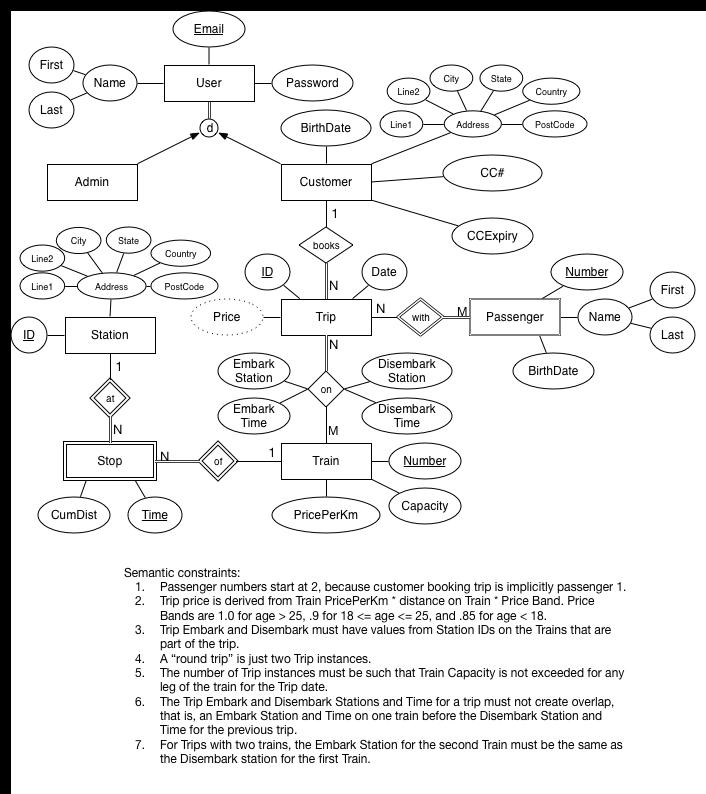 Email
First
User
Name
Password
Last
d
City
State
Line2
Country
BirthDate
Line1
Address
PostCode
Admin
Customer
CC#
1
City
State
CCExpiry
Line2
Country
books
ID
Date
Number
Line1
Address
PostCode
N
First
Price
Trip
N
with
M
Passenger
Name
ID
Station
Last
N
1
Embark
Station
Disembark
Station
BirthDate
at
on
Embark
Time
Disembark
Time
N
M
Stop
N
of
1
Train
Number
CumDist
Time
PricePerKm
Capacity
Semantic constraints:
1. Passenger numbers start at 2, because customer booking trip is implicitly passenger 1.
2. Trip price is derived from Train PricePerKm * distance on Train * Price Band. Price
Bands are 1.0 for age > 25, .9 for 18 <= age <= 25, and .85 for age < 18.
3. Trip Embark and Disembark must have values from Station IDs on the Trains that are
part of the trip.
4. A “round trip” is just two Trip instances.
5. The number of Trip instances must be such that Train Capacity is not exceeded for any
leg of the train for the Trip date.
6. The Trip Embark and Disembark Stations and Time for a trip must not create overlap,
that is, an Embark Station and Time on one train before the Disembark Station and
Time for the previous trip.
7. For Trips with two trains, the Embark Station for the second Train must be the same as
the Disembark station for the first Train.